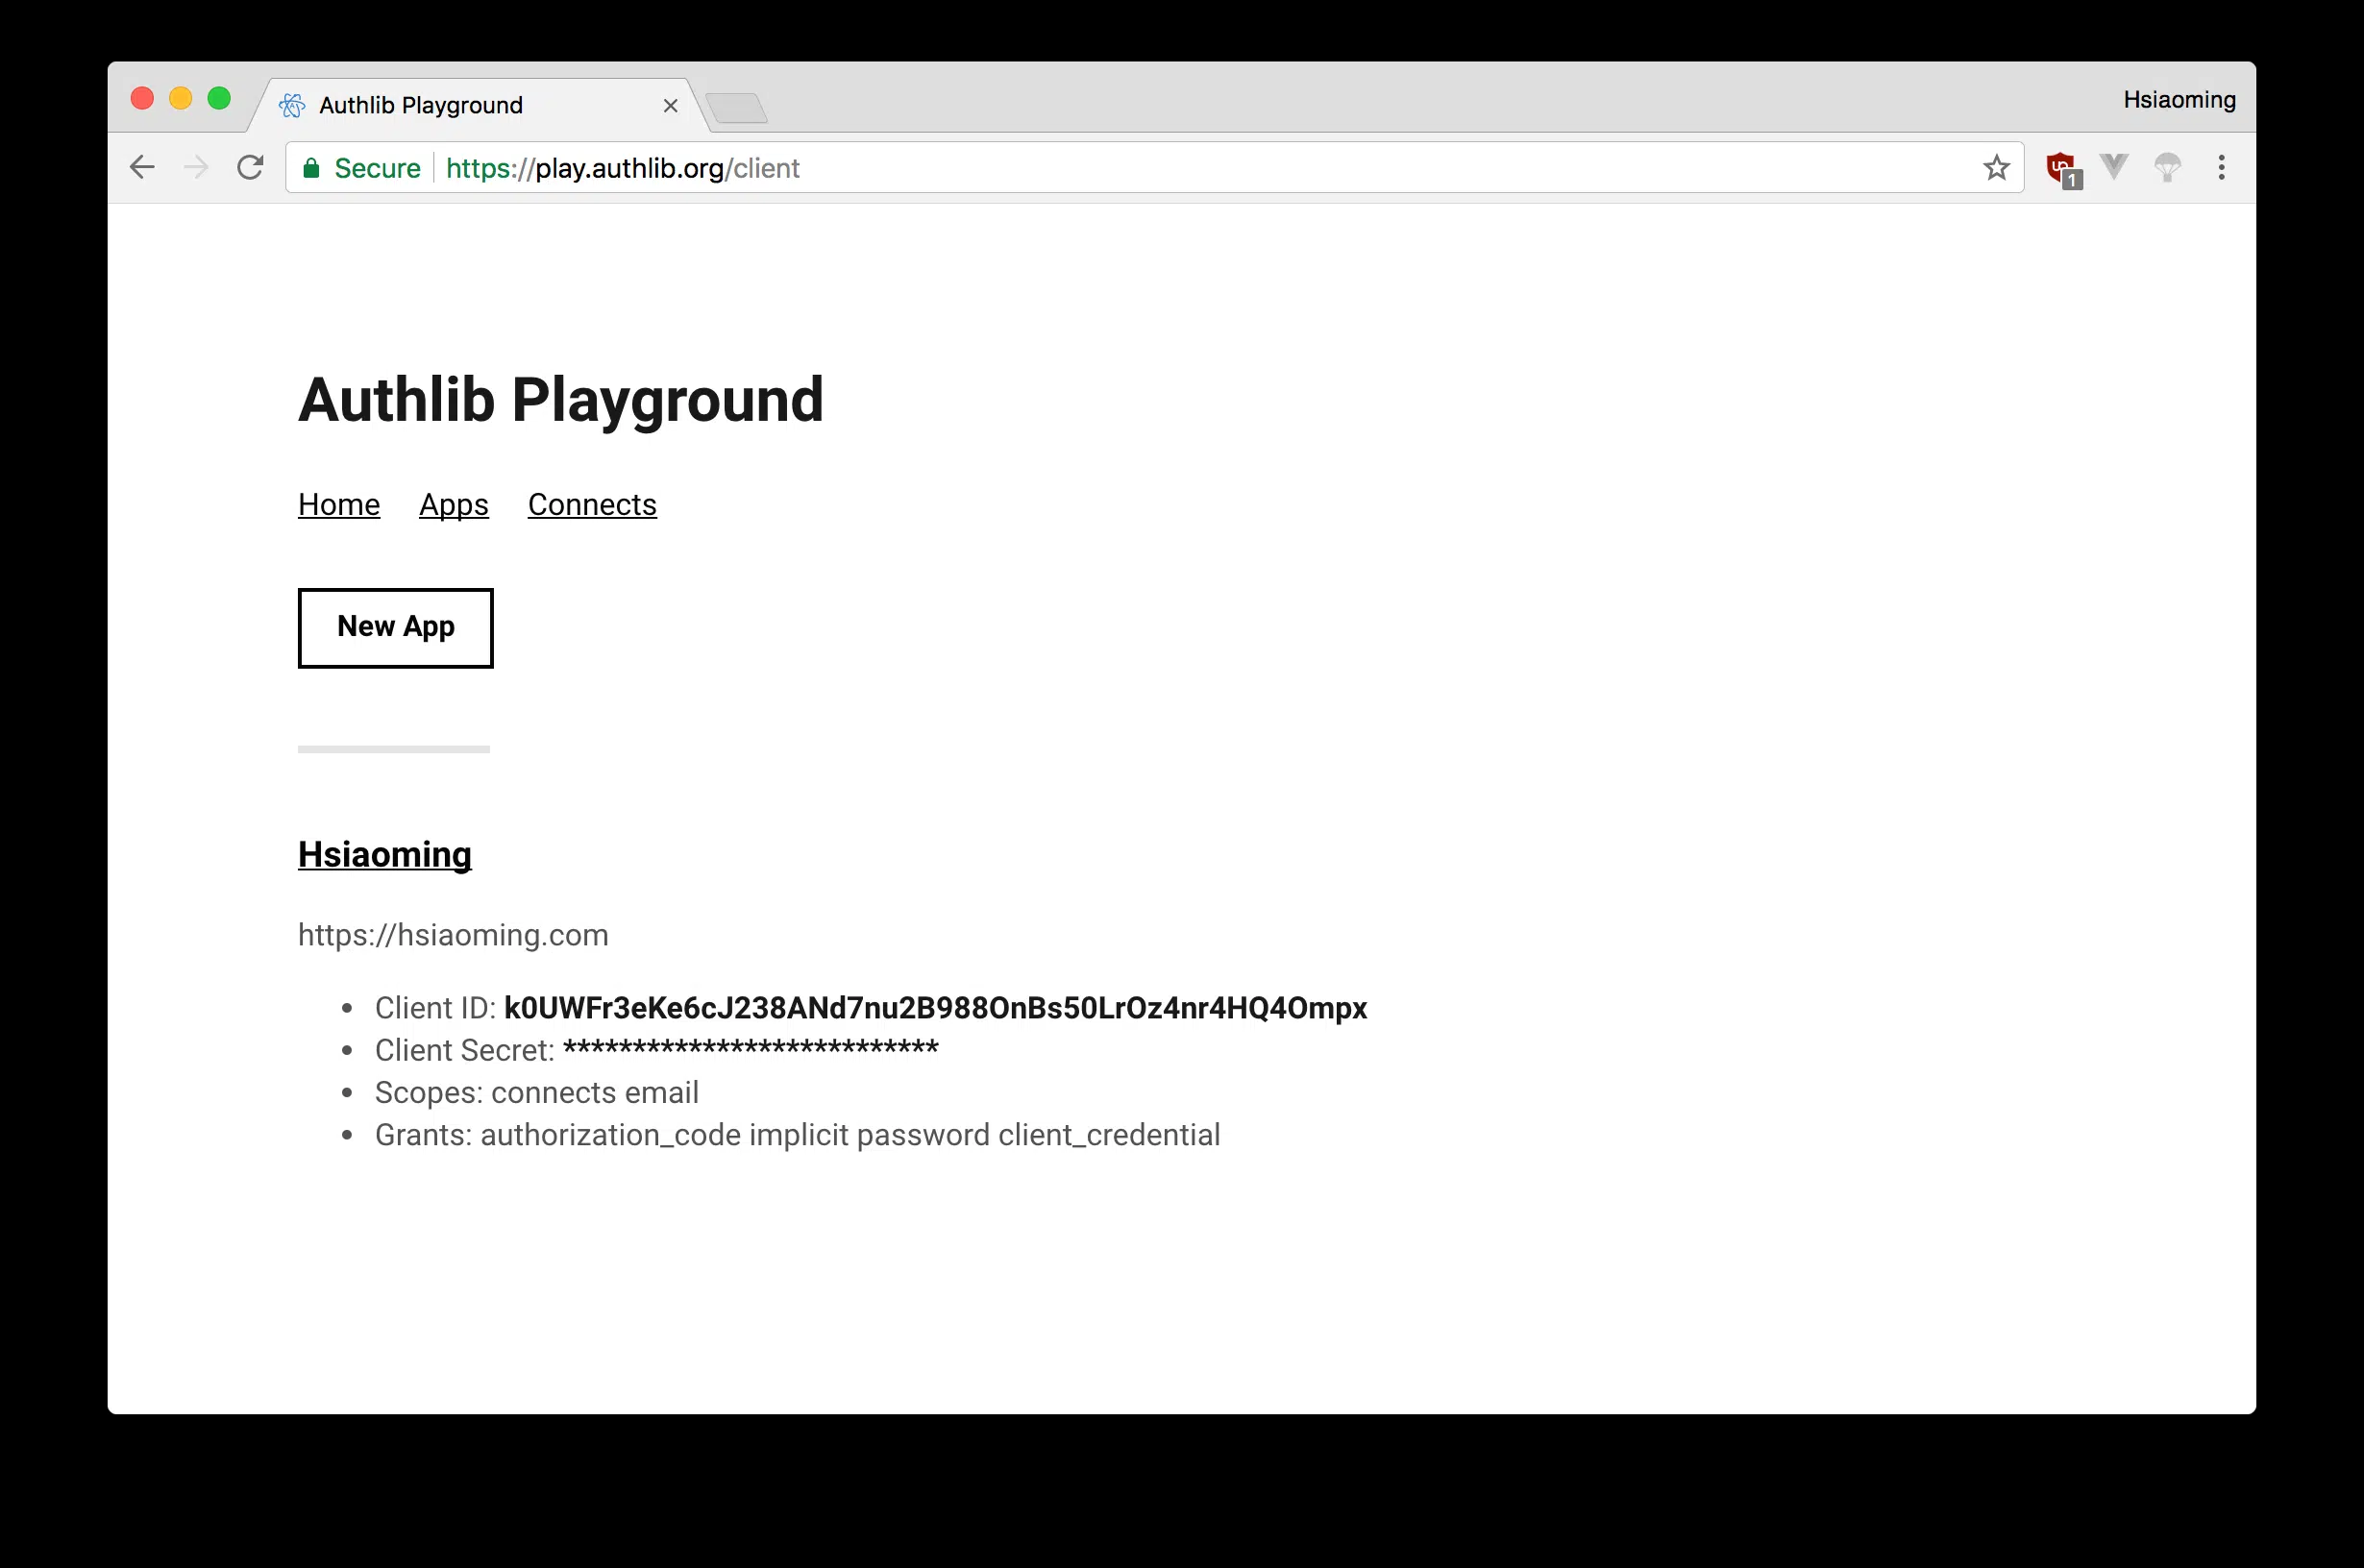 Authlib Playground
Hsiaoming
Secure https://play.authlib.org/client
1
Authlib Playground
Home Apps Connects
New App
Hsiaoming
https://hsiaoming.com
Client ID: k0UWFr3eKe6cJ238ANd7nu2B988OnBs50LrOz4nr4HQ4Ompx
Client Secret: ***************************
Scopes: connects email
Grants: authorization_code implicit password client_credential